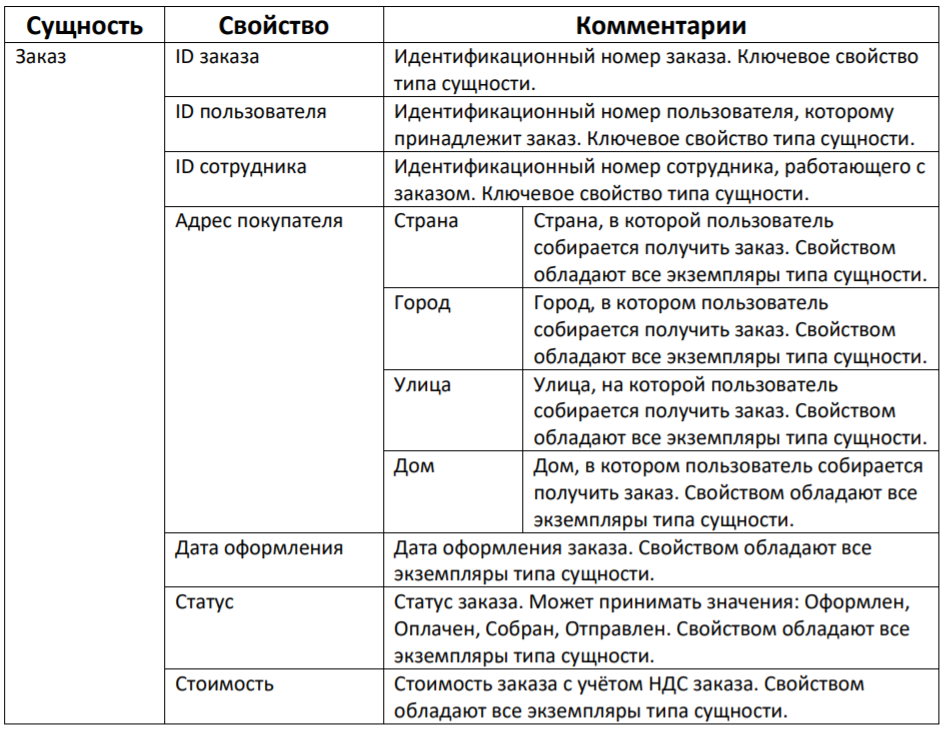 Сущность Свойство Комментарии
Заказ ID заказа Идентификационный номер заказа. Ключевое свойство
типа сущности.
ID пользователя Идентификационный номер пользователя, которому
принадлежит заказ. Ключевое свойство типа сущности.
ID сотрудника Идентификационный номер сотрудника, работающего с
заказом. Ключевое свойство типа сущности.
Адрес покупателя Страна Страна, в которой пользователь
собирается получить заказ. Свойством
обладают все экземпляры типа сущности.
Город Город, в котором пользователь
собирается получить заказ. Свойством
обладают все экземпляры типа сущности.
Улица Улица, на которой пользователь
собирается получить заказ. Свойством
обладают все экземпляры типа сущности.
Дом Дом, в котором пользователь собирается
получить заказ. Свойством обладают все
экземпляры типа сущности.
Дата оформления Дата оформления заказа. Свойством обладают все
экземпляры типа сущности.
Статус Статус заказа. Может принимать значения: Оформлен,
Оплачен, Собран, Отправлен. Свойством обладают все
экземпляры типа сущности.
Стоимость Стоимость заказа с учётом НДС заказа. Свойством
обладают все экземпляры типа сущности.